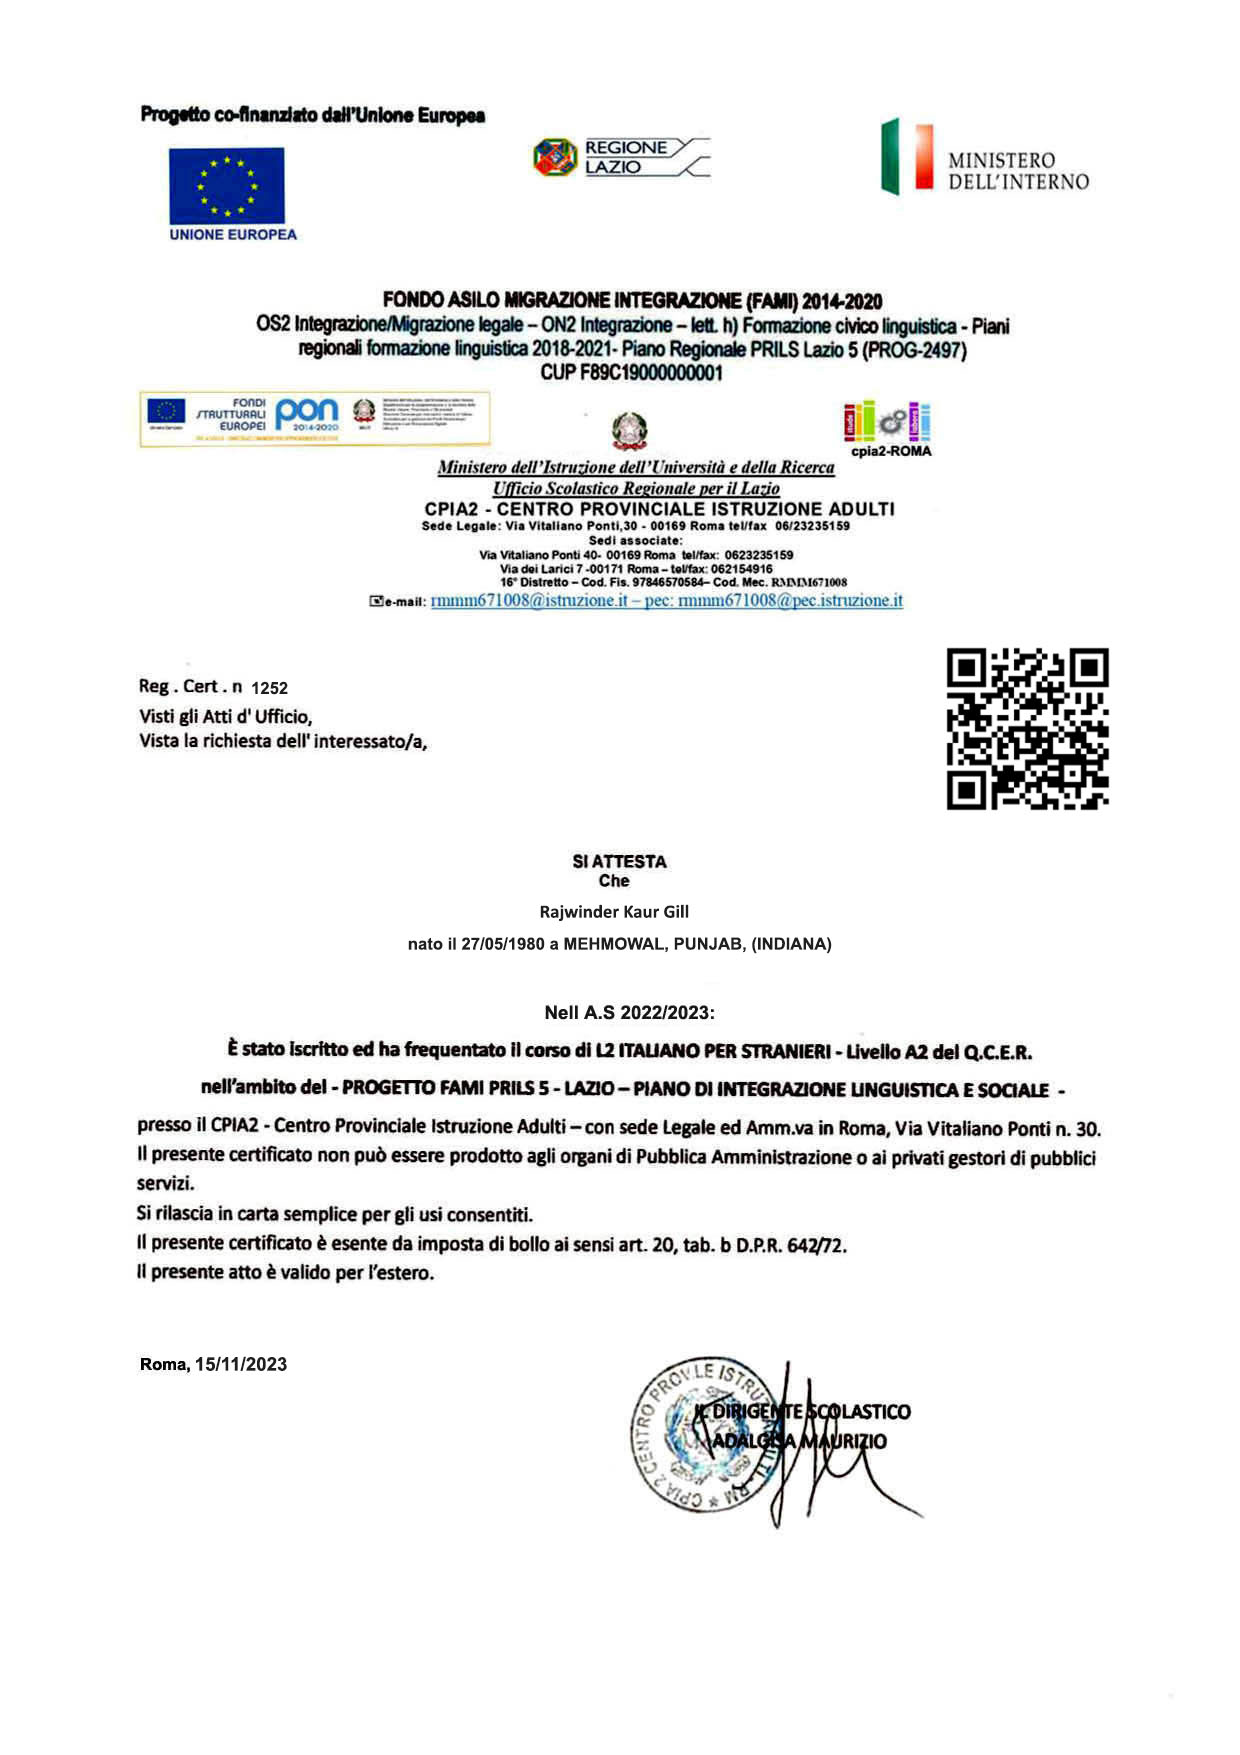 Progetto co-finanziato dall'Unione Europea
UNIONE EUROPEA
REGIONE
LAZIO
MINISTERO
DELL'INTERNO
FONDO ASILO MIGRAZIONE INTEGRAZIONE (FAMI) 2014-2020
OS2 Integrazione/Migrazione legale – ON2 Integrazione – lett. h) Formazione civico linguistica - Piani
regionali formazione linguistica 2018-2021- Piano Regionale PRILS Lazio 5 (PROG-2497)
CUP F89C19000000001
FONDI
STRUTTURALI
EUROPEI
pon
2014-2020
studio
lavoro
cpia2-ROMA
Ministero dell'Istruzione dell'Università e della Ricerca
Ufficio Scolastico Regionale per il Lazio
CPIA2 - CENTRO PROVINCIALE ISTRUZIONE ADULTI
Sede Legale: Via Vitaliano Ponti,30 - 00169 Roma tel/fax 06/23235159
Sedi associate:
Via Vitaliano Ponti 40- 00169 Roma tel/fax: 0623235159
Via dei Larici 7 -00171 Roma – tel/fax: 062154916
16° Distretto – Cod. Fis. 97846570584– Cod. Mec. RMMM671008
e-mail: rmmm671008@istruzione.it – pec: rmmm671008@pec.istruzione.it
Reg . Cert . n 1252
Visti gli Atti d' Ufficio,
Vista la richiesta dell' interessato/a,
SI ATTESTA
Che
Rajwinder Kaur Gill
nato il 27/05/1980 a MEHMOWAL, PUNJAB, (INDIANA)
Nell A.S 2022/2023:
È stato iscritto ed ha frequentato il corso di L2 ITALIANO PER STRANIERI - Livello A2 del Q.C.E.R.
nell'ambito del - PROGETTO FAMI PRILS 5 - LAZIO – PIANO DI INTEGRAZIONE LINGUISTICA E SOCIALE -
presso il CPIA2 - Centro Provinciale Istruzione Adulti – con sede Legale ed Amm.va in Roma, Via Vitaliano Ponti n. 30.
Il presente certificato non può essere prodotto agli organi di Pubblica Amministrazione o ai privati gestori di pubblici
servizi.
Si rilascia in carta semplice per gli usi consentiti.
Il presente certificato è esente da imposta di bollo ai sensi art. 20, tab. b D.P.R. 642/72.
Il presente atto è valido per l'estero.
Roma, 15/11/2023
CPIA 2 CENTRO PROV.LE ISTRUZ. ADULTI - RM *
IL DIRIGENTE SCOLASTICO
ADALGISA MAURIZIO